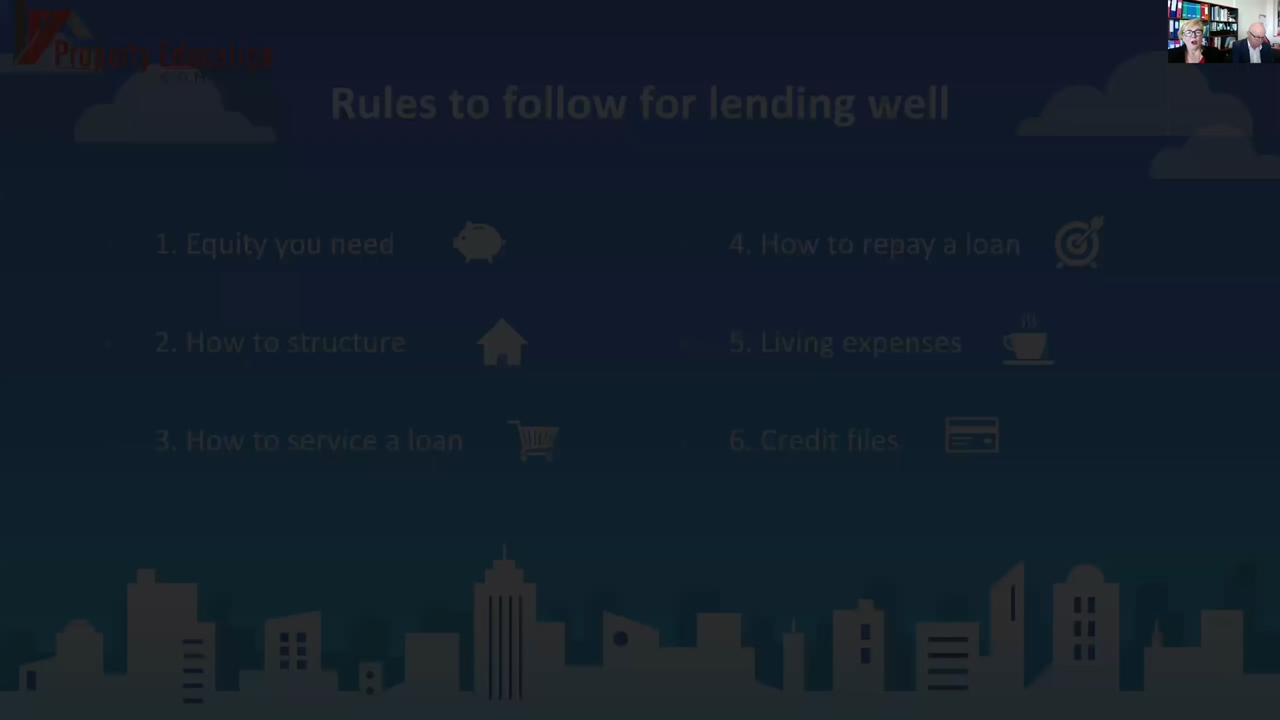 Property Education
Rules to follow for lending well
1. Equity you need
2. How to structure
3. How to service a loan
4. How to repay a loan
5. Living expenses
6. Credit files